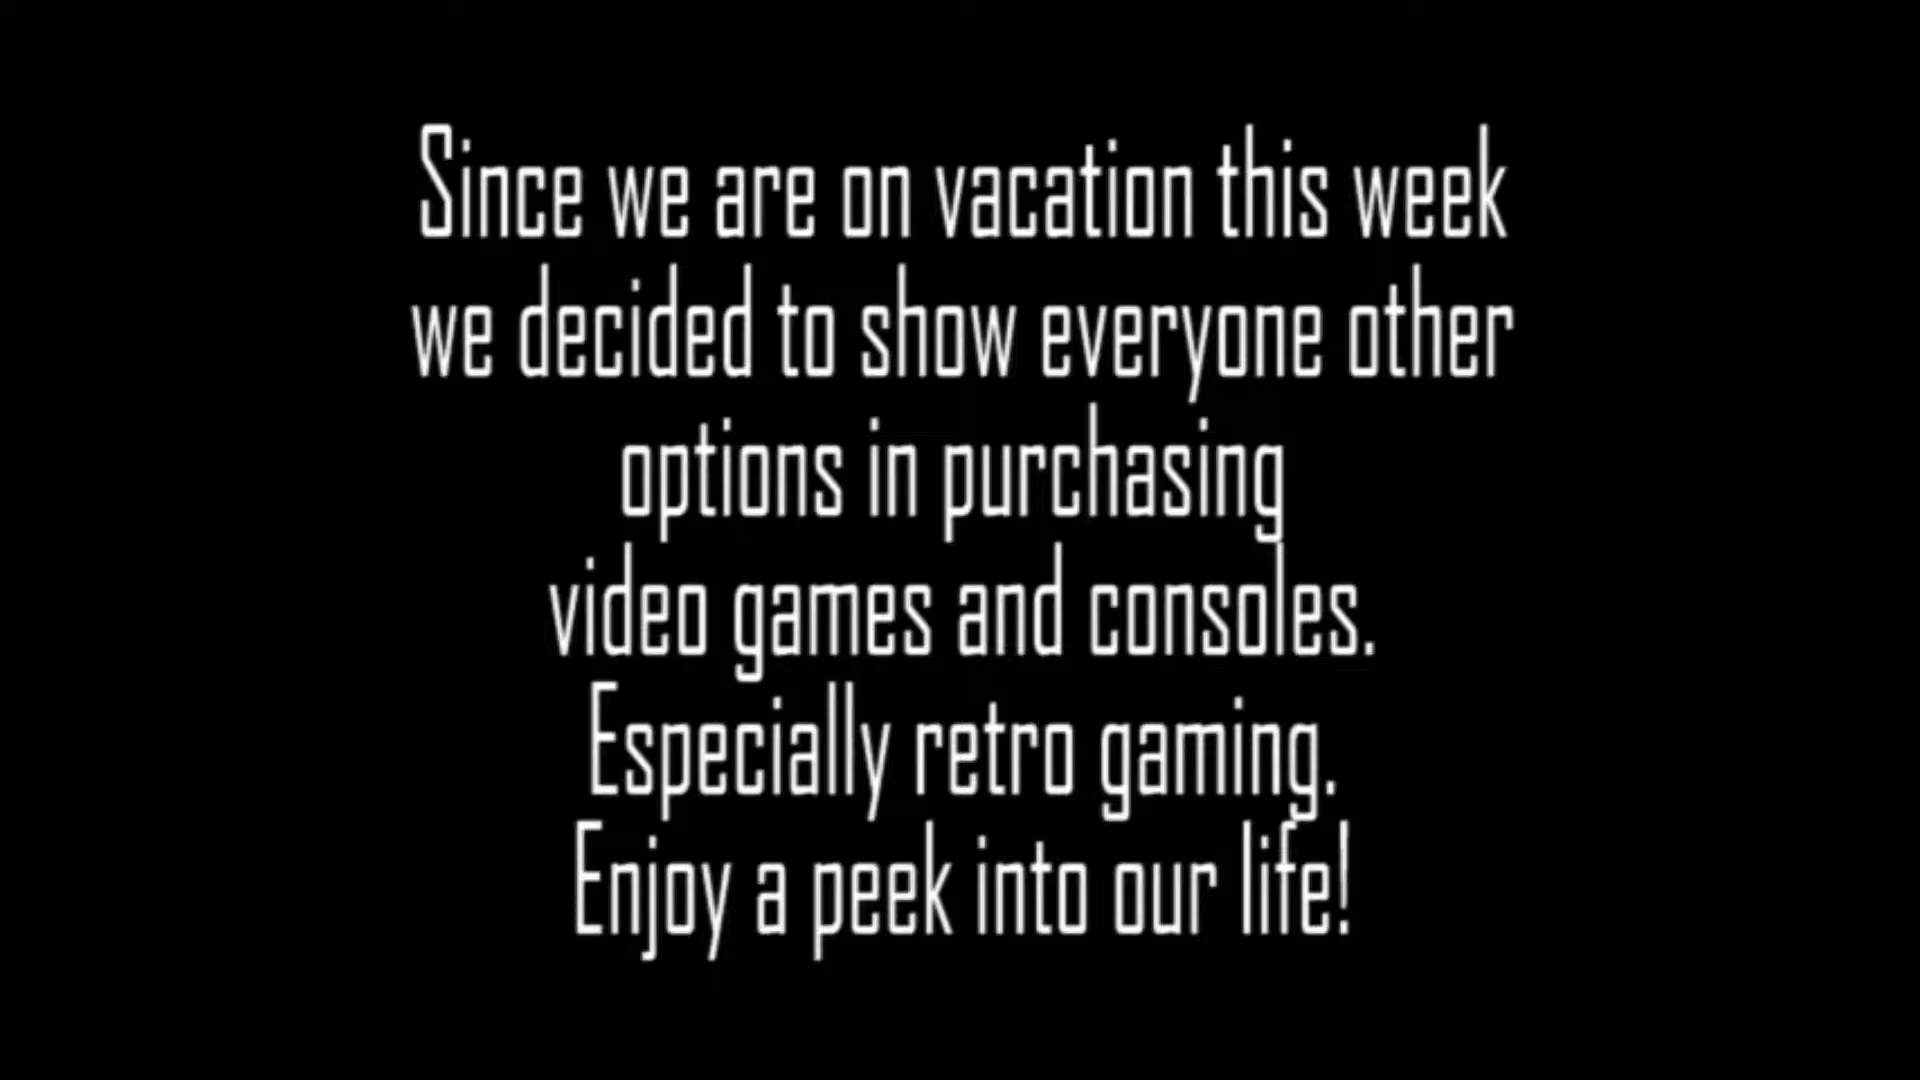 Since we are on vacation this week
we decided to show everyone other
options in purchasing
video games and consoles.
Especially retro gaming.
Enjoy a peek into our life!